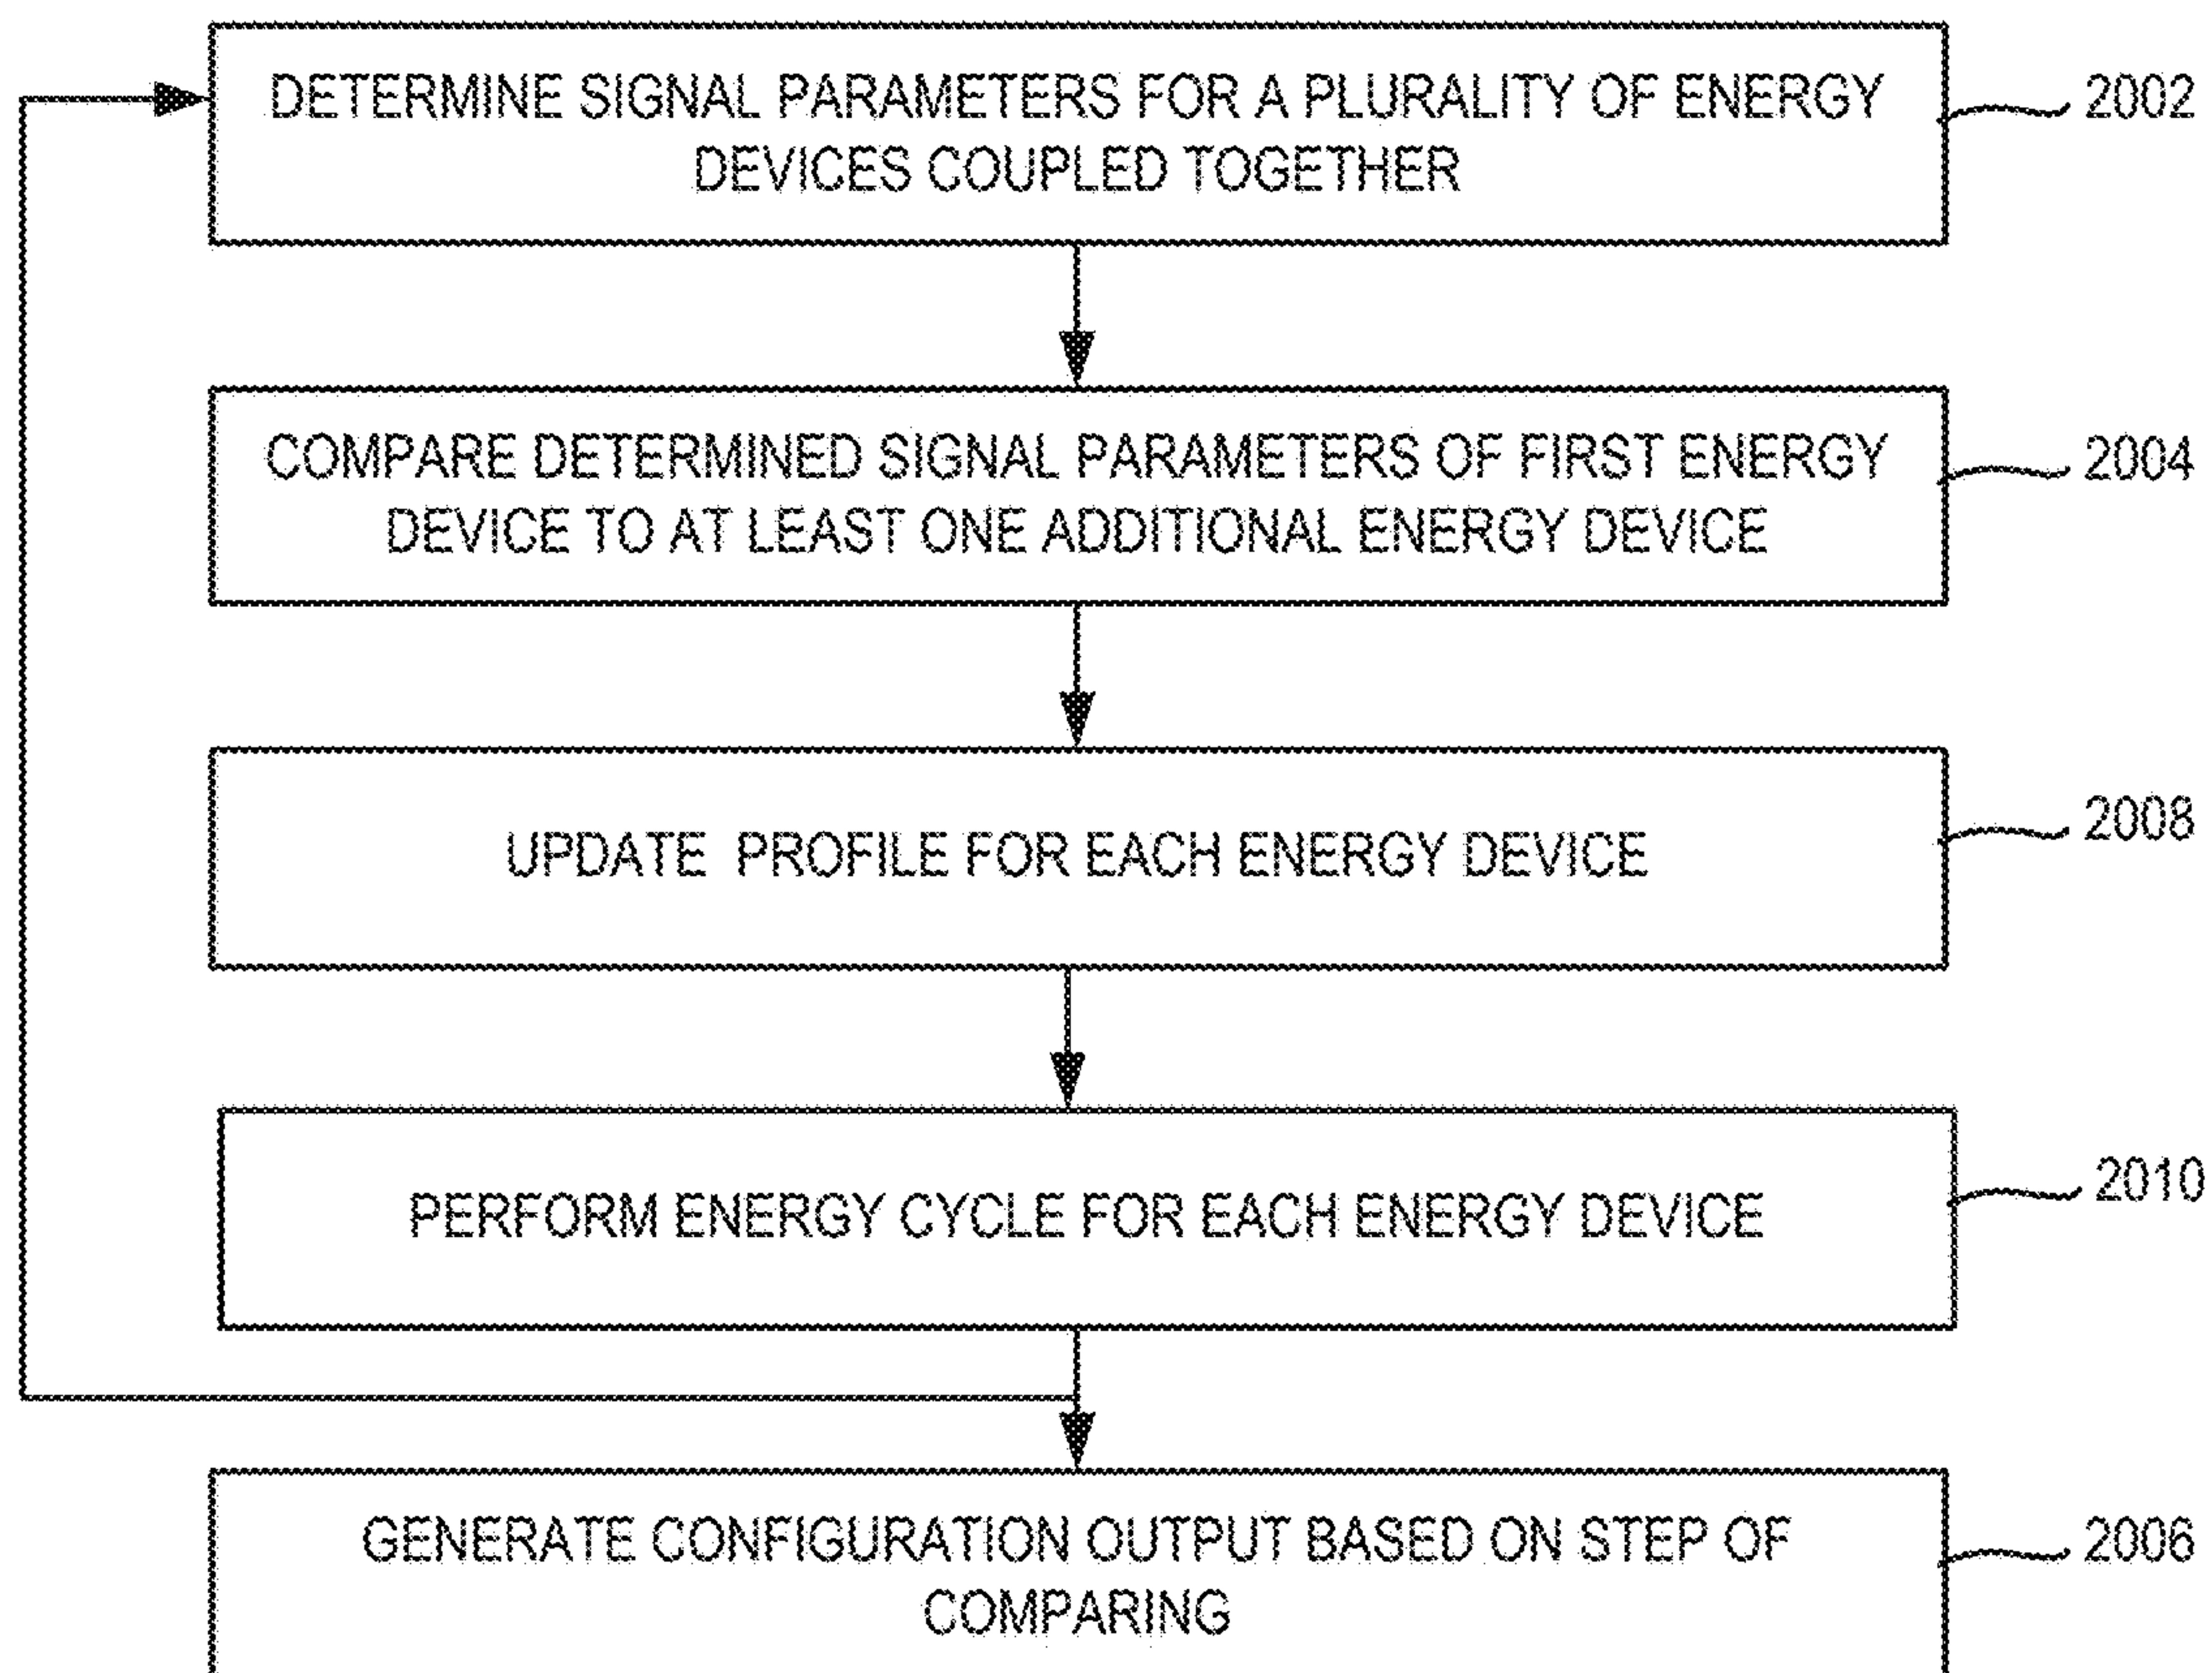 DETERMINE SIGNAL PARAMETERS FOR A PLURALITY OF ENERGY
DEVICES COUPLED TOGETHER
2002
COMPARE DETERMINED SIGNAL PARAMETERS OF FIRST ENERGY
DEVICE TO AT LEAST ONE ADDITIONAL ENERGY DEVICE
2004
UPDATE PROFILE FOR EACH ENERGY DEVICE
2008
PERFORM ENERGY CYCLE FOR EACH ENERGY DEVICE
2010
GENERATE CONFIGURATION OUTPUT BASED ON STEP OF
COMPARING
2006